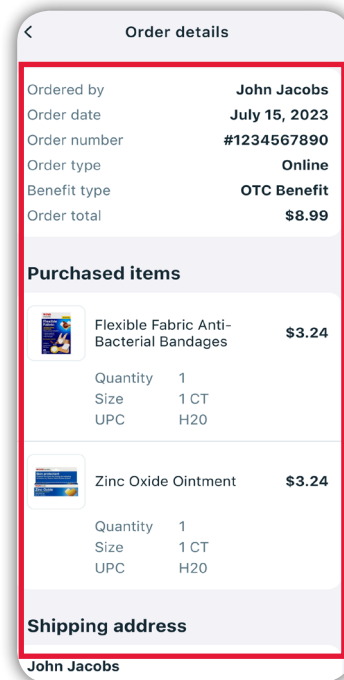 Order details
Ordered by John Jacobs
Order date July 15, 2023
Order number #1234567890
Order type Online
Benefit type OTC Benefit
Order total $8.99
Purchased items
Flexible Fabric Anti-
Bacterial Bandages $3.24
Quantity 1
Size 1 CT
UPC H20
Zinc Oxide Ointment $3.24
Quantity 1
Size 1 CT
UPC H20
Shipping address
John Jacobs